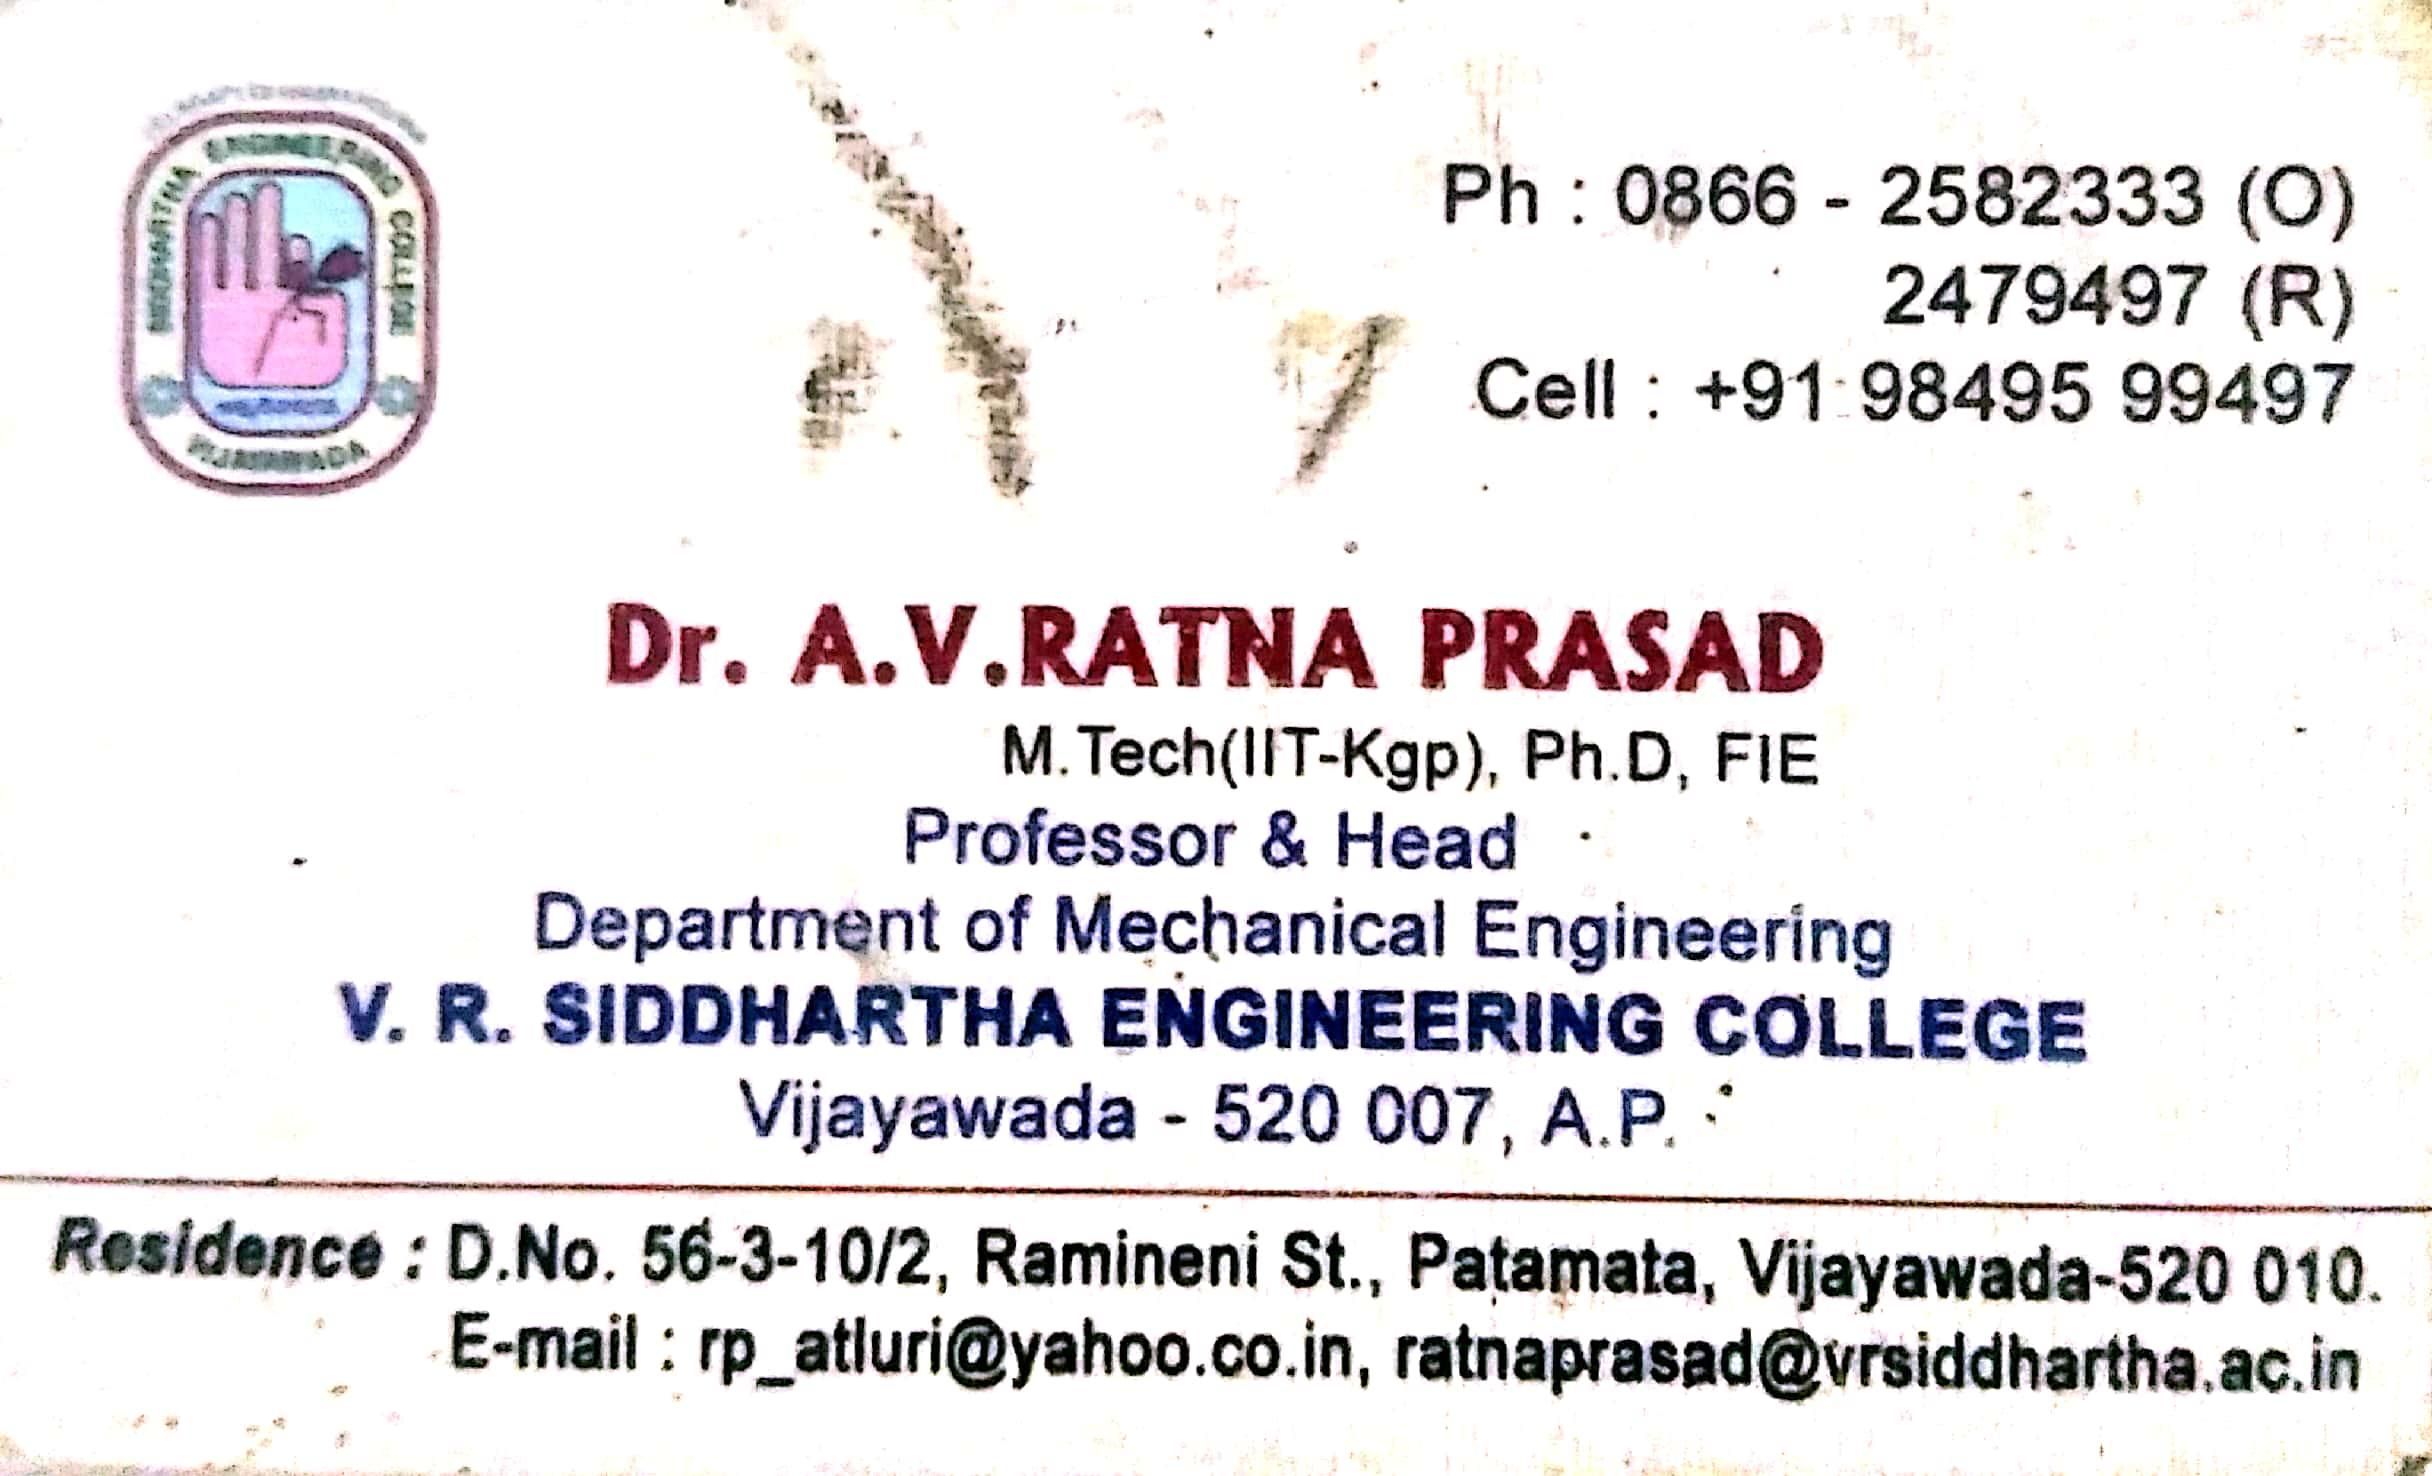 SIDDHARTHA ENGINEERING COLLEGE
VIJAYAWADA
Ph : 0866 - 2582333 (O)
2479497 (R)
Cell : +91 98495 99497
Dr. A.V.RATNA PRASAD
M.Tech(IIT-Kgp), Ph.D, FIE
Professor & Head
Department of Mechanical Engineering
V. R. SIDDHARTHA ENGINEERING COLLEGE
Vijayawada - 520 007, A.P.
Residence : D.No. 56-3-10/2, Ramineni St., Patamata, Vijayawada-520 010.
E-mail : rp_atluri@yahoo.co.in, ratnaprasad@vrsiddhartha.ac.in